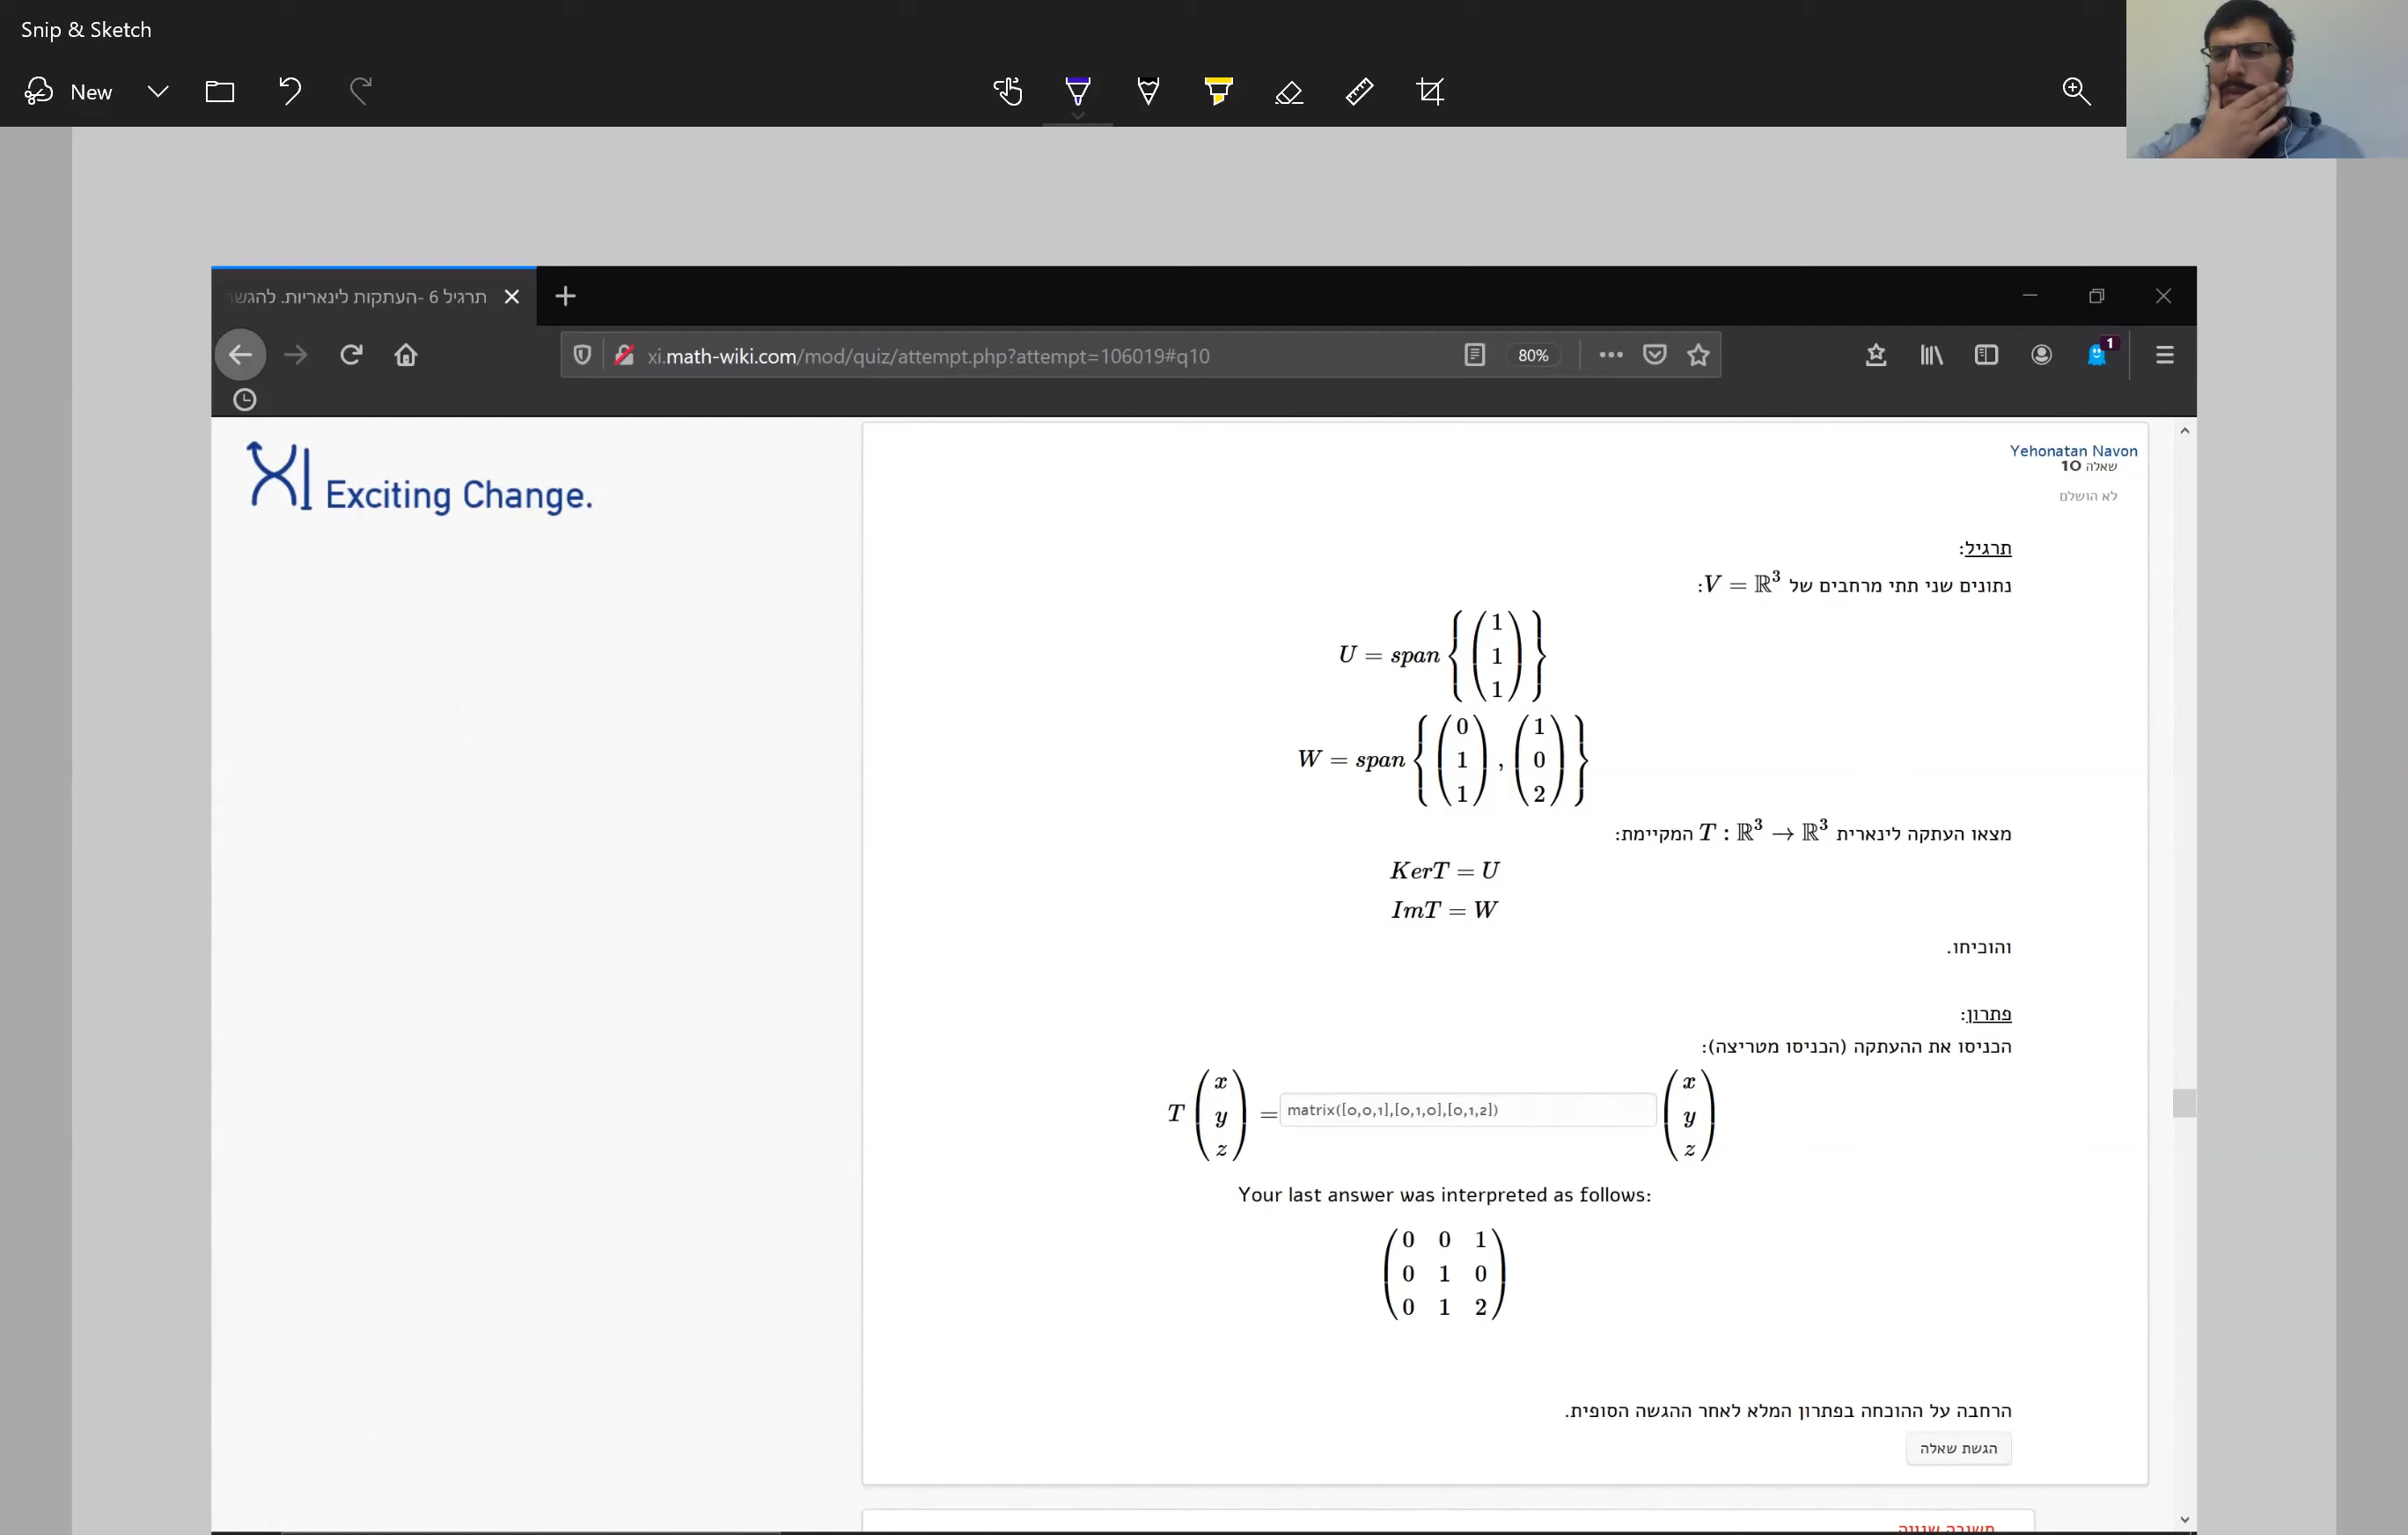 Snip & Sketch
New
תרגיל 6 -העתקות לינאריות. להגשר
xi.math-wiki.com/mod/quiz/attempt.php?attempt=106019#q10
80%
1
XI Exciting Change.
Yehonatan Navon
שאלה 10
לא הושלם
תרגיל:
נתונים שני תתי מרחבים של V = ℝ³:
U = span{(1 1 1)}
W = span{(0 1 1), (1 0 2)}
מצאו העתקה לינארית T : ℝ³ → ℝ³ המקיימת:
KerT = U
ImT = W
והוכיחו.
פתרון:
הכניסו את ההעתקה (הכניסו מטריצה):
T(x y z) = matrix([0,0,1],[0,1,0],[0,1,2]) (x y z)
Your last answer was interpreted as follows:
0 0 1
0 1 0
0 1 2
הרחבה על ההוכחה בפתרון המלא לאחר ההגשה הסופית.
הגשת שאלה